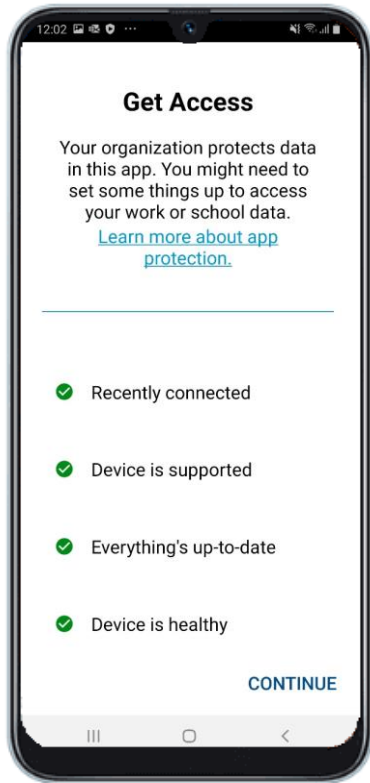 12:02
Get Access
Your organization protects data
in this app. You might need to
set some things up to access
your work or school data.
Learn more about app
protection.
Recently connected
Device is supported
Everything's up-to-date
Device is healthy
CONTINUE